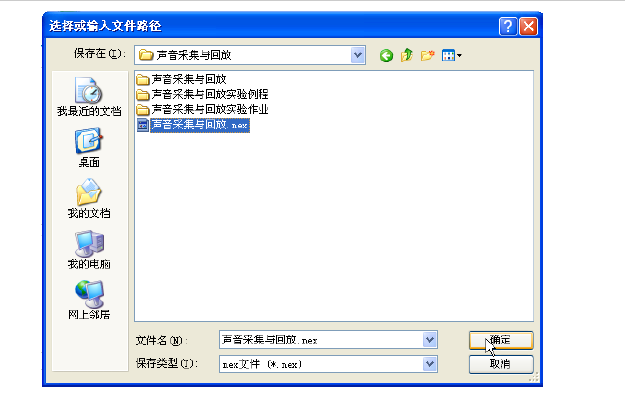 选择或输入文件路径
保存在(I):
声音采集与回放
我最近的文档
桌面
我的文档
我的电脑
网上邻居
声音采集与回放
声音采集与回放实验例程
声音采集与回放实验作业
声音采集与回放.nex
文件名(N):
声音采集与回放.nex
确定
保存类型(T):
nex文件 (*.nex)
取消